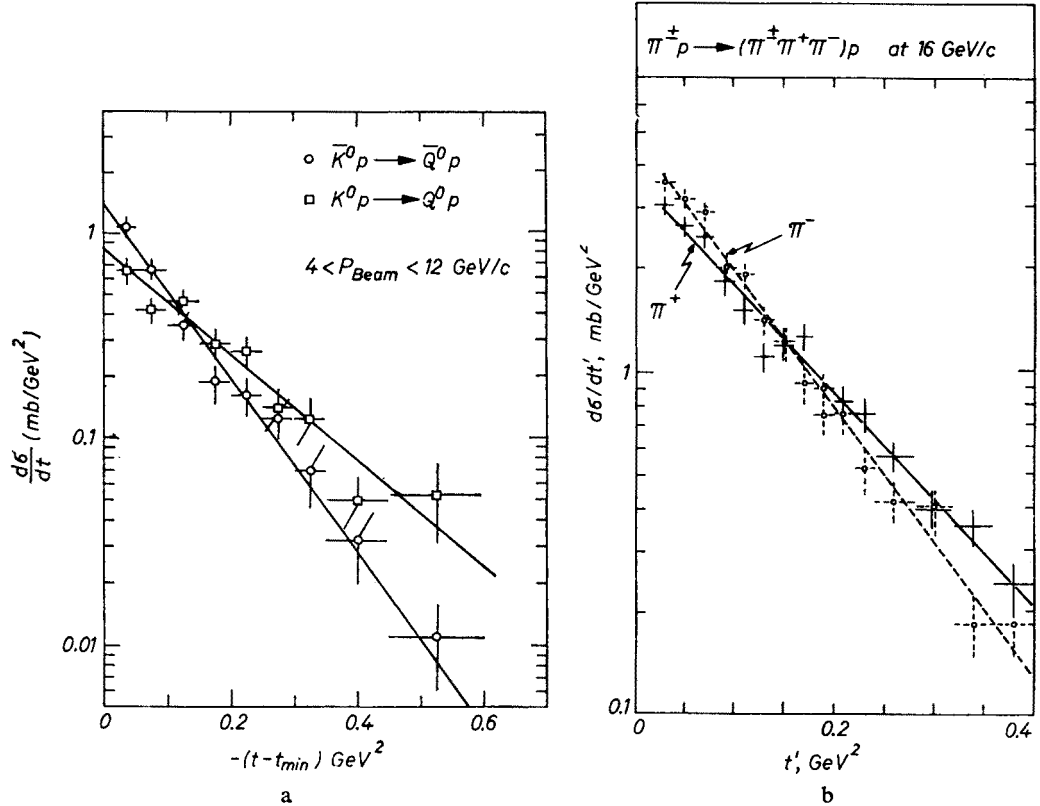 K̄⁰p → Q̄⁰p
K⁰p → Q⁰p
4 < P_Beam < 12 GeV/c
dσ/dt (mb/GeV²)
1
0.1
0.01
0
0.2
0.4
0.6
-(t-t_min) GeV²
a
π±p → (π±π⁺π⁻)p at 16 GeV/c
π⁻
π⁺
dσ/dt', mb/GeV²
1
0.1
0
0.2
0.4
t', GeV²
b